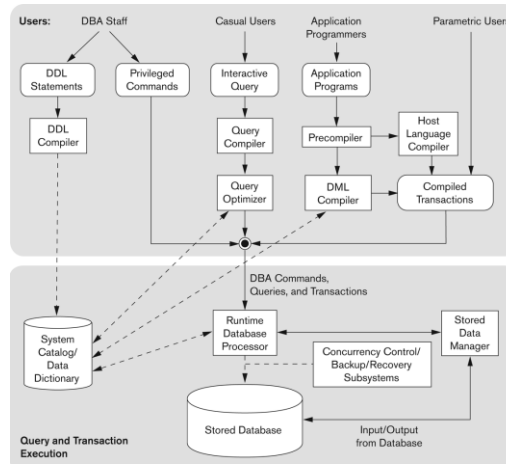 Users: DBA Staff Casual Users Application Programmers Parametric Users
DDL Statements
Privileged Commands
Interactive Query
Application Programs
DDL Compiler
Query Compiler
Precompiler
Host Language Compiler
Query Optimizer
DML Compiler
Compiled Transactions
DBA Commands,
Queries, and Transactions
System
Catalog/
Data
Dictionary
Runtime
Database
Processor
Stored
Data
Manager
Concurrency Control/
Backup/Recovery
Subsystems
Stored Database
Input/Output
from Database
Query and Transaction
Execution